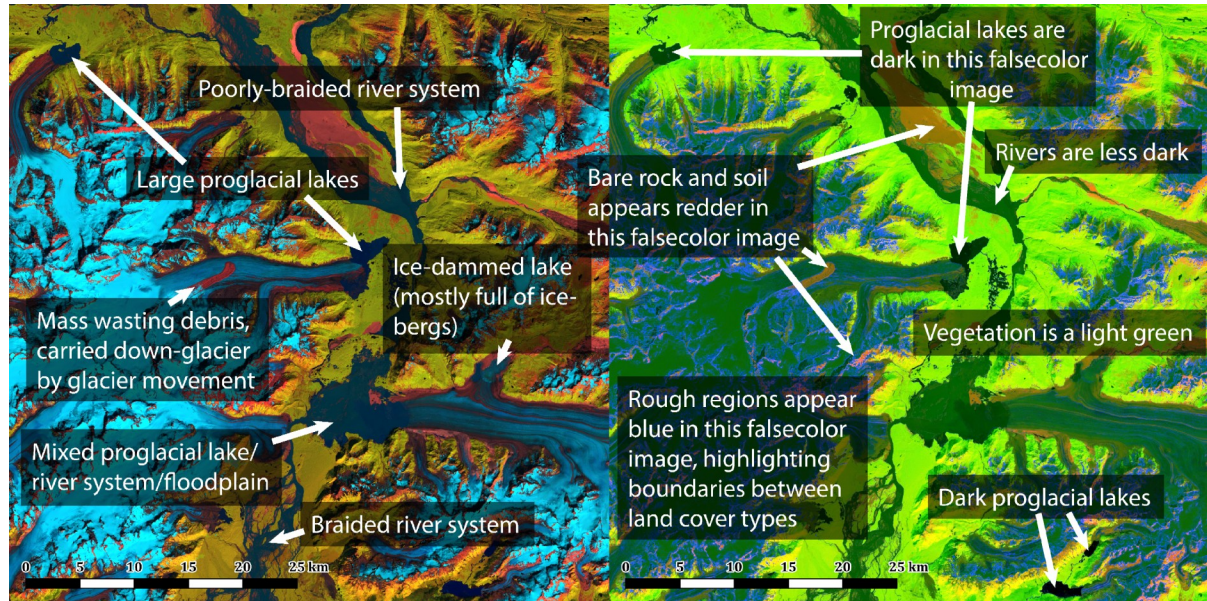 Poorly-braided river system
Large proglacial lakes
Ice-dammed lake
(mostly full of ice-
bergs)
Mass wasting debris,
carried down-glacier
by glacier movement
Mixed proglacial lake/
river system/floodplain
Braided river system
0 5 10 15 20 25 km
Proglacial lakes are
dark in this falsecolor
image
Rivers are less dark
Bare rock and soil
appears redder in
this falsecolor image
Vegetation is a light green
Rough regions appear
blue in this falsecolor
image, highlighting
boundaries between
land cover types
Dark proglacial lakes
0 5 10 15 20 25 km